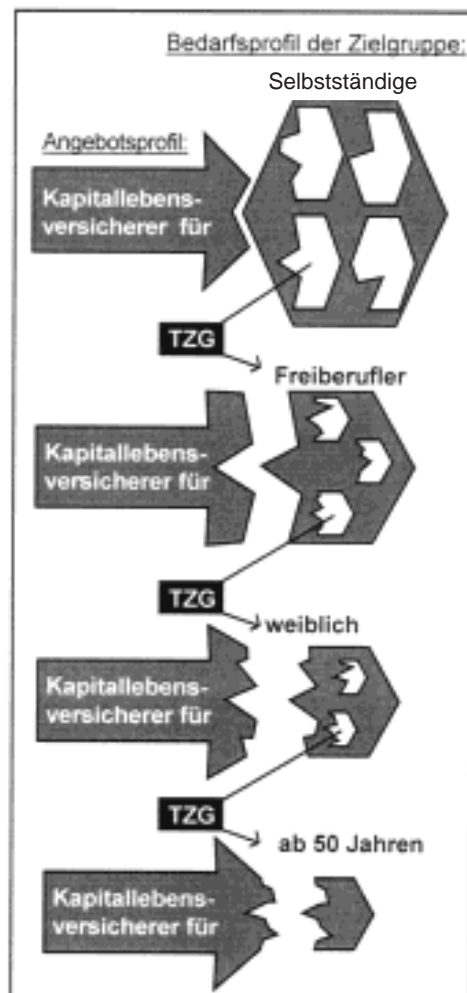 Bedarfsprofil der Zielgruppe:
Selbstständige
Angebotsprofil:
Kapitallebens-
versicherer für
TZG
Freiberufler
Kapitallebens-
versicherer für
TZG
weiblich
Kapitallebens-
versicherer für
TZG
ab 50 Jahren
Kapitallebens-
versicherer für